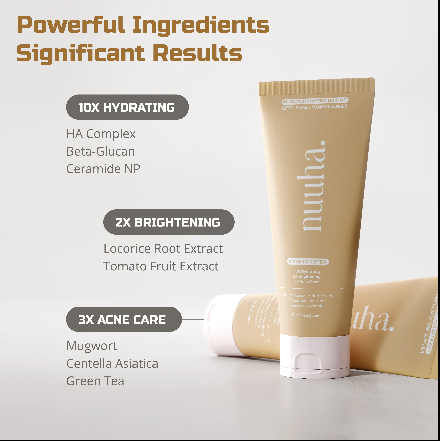 Powerful Ingredients
Significant Results
10X HYDRATING
HA Complex
Beta-Glucan
Ceramide NP
2X BRIGHTENING
Locorice Root Extract
Tomato Fruit Extract
3X ACNE CARE
Mugwort
Centella Asiatica
Green Tea
nuuha.
uha.